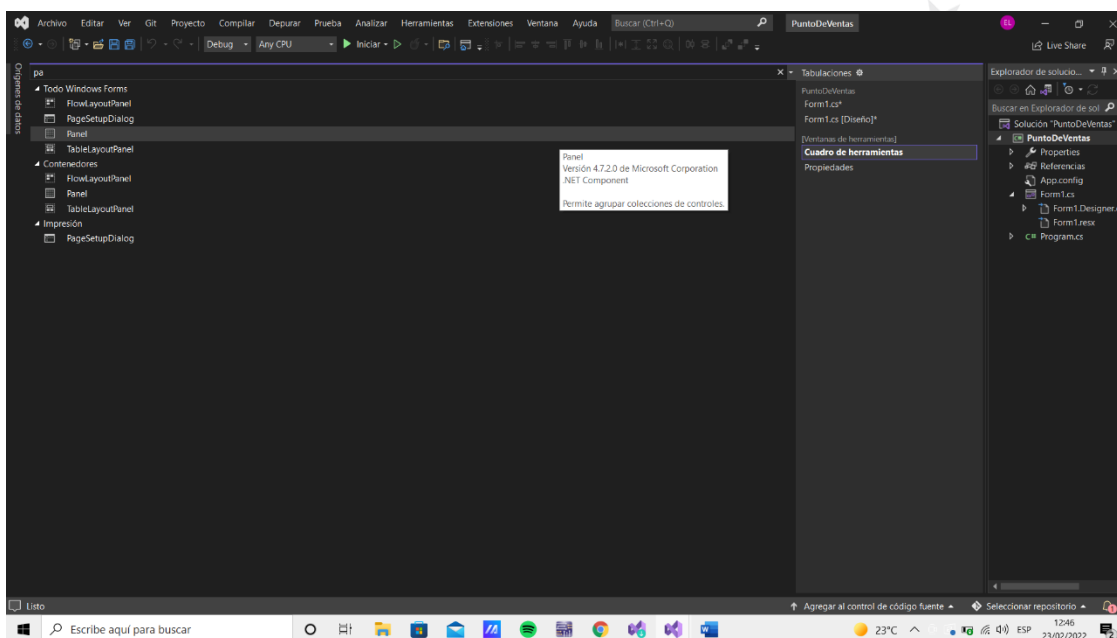 Archivo Editar Ver Git Proyecto Compilar Depurar Prueba Analizar Herramientas Extensiones Ventana Ayuda Buscar (Ctrl+Q) PuntoDeVentas EL
Debug Any CPU Iniciar Live Share
Orígenes de datos
pa
Todo Windows Forms
FlowLayoutPanel
PageSetupDialog
Panel
TableLayoutPanel
Contenedores
FlowLayoutPanel
Panel
TableLayoutPanel
Impresión
PageSetupDialog
Panel
Versión 4.7.2.0 de Microsoft Corporation
.NET Component
Permite agrupar colecciones de controles.
Tabulaciones
PuntoDeVentas
Form1.cs*
Form1.cs [Diseño]*
[Ventanas de herramientas]
Cuadro de herramientas
Propiedades
Explorador de solucio...
Buscar en Explorador de sol
Solución "PuntoDeVentas"
PuntoDeVentas
Properties
Referencias
App.config
Form1.cs
Form1.Designer.
Form1.resx
C# Program.cs
Listo
Agregar al control de código fuente Seleccionar repositorio
Escribe aquí para buscar
23°C ESP 12:46
23/02/2022